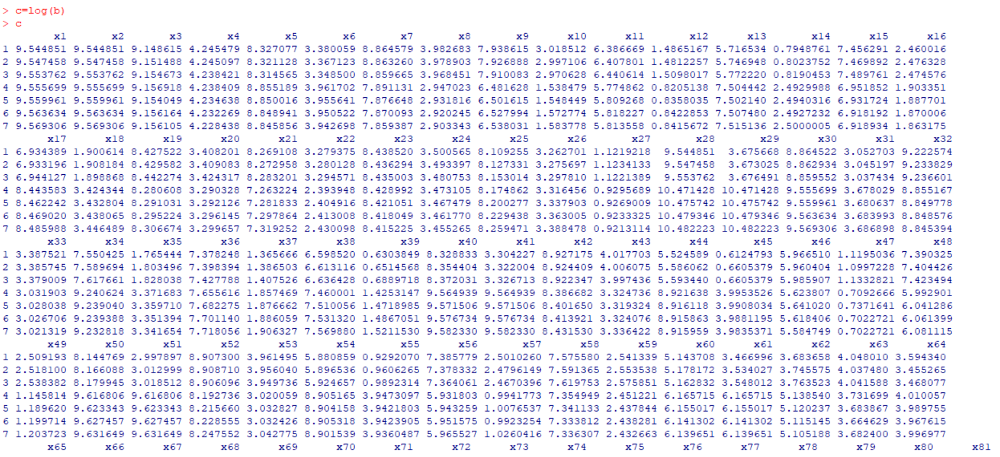 > c=log(b)
> c
x1 x2 x3 x4 x5 x6 x7 x8 x9 x10 x11 x12 x13 x14 x15 x16
1 9.544851 9.544851 9.148615 4.245479 8.327077 3.380059 8.864579 3.982683 7.938615 3.018512 6.386669 1.4865167 5.716534 0.7948761 7.456291 2.460016
2 9.547458 9.547458 9.151488 4.245097 8.321128 3.367123 8.863260 3.978903 7.926888 2.997106 6.407801 1.4812257 5.746948 0.8023752 7.469892 2.476328
3 9.553762 9.553762 9.154673 4.238421 8.314565 3.348500 8.859665 3.968451 7.910083 2.970628 6.440614 1.5098017 5.772220 0.8190453 7.489761 2.474576
4 9.555699 9.555699 9.156918 4.238409 8.855189 3.961702 7.891131 2.947023 6.481628 1.538479 5.774862 0.8205138 7.504442 2.4929988 6.951852 1.903351
5 9.559961 9.559961 9.154049 4.234638 8.850016 3.955641 7.876648 2.931816 6.501615 1.548449 5.809268 0.8358035 7.502140 2.4940316 6.931724 1.887701
6 9.563634 9.563634 9.156164 4.232269 8.848941 3.950522 7.870093 2.920245 6.527994 1.572774 5.818227 0.8422853 7.507480 2.4927232 6.918192 1.870006
7 9.569306 9.569306 9.156105 4.228438 8.845856 3.942698 7.859387 2.903343 6.538031 1.583778 5.813558 0.8415672 7.515136 2.5000005 6.918934 1.863175
x17 x18 x19 x20 x21 x22 x23 x24 x25 x26 x27 x28 x29 x30 x31 x32
1 6.934389 1.900614 8.427522 3.408201 8.269108 3.279375 8.438520 3.500565 8.109255 3.262701 1.1219218 9.544851 3.675668 8.864522 3.052703 9.222574
2 6.933196 1.908184 8.429582 3.409083 8.272958 3.280128 8.436294 3.493397 8.127331 3.275697 1.1234133 9.547458 3.673025 8.862934 3.045197 9.233829
3 6.944127 1.898868 8.442274 3.424317 8.283201 3.294571 8.435003 3.480753 8.153014 3.297810 1.1221389 9.553762 3.676491 8.859552 3.037434 9.236601
4 8.443583 3.424344 8.280608 3.290328 7.263224 2.393948 8.428992 3.473105 8.174862 3.316456 0.9295689 10.471428 10.471428 9.555699 3.678029 8.855167
5 8.462242 3.432804 8.291031 3.292126 7.281833 2.404916 8.421051 3.467479 8.200277 3.337903 0.9269009 10.475742 10.475742 9.559961 3.680637 8.849778
6 8.469020 3.438065 8.295224 3.296145 7.297864 2.413008 8.418049 3.461770 8.229438 3.363005 0.9233325 10.479346 10.479346 9.563634 3.683993 8.848576
7 8.485988 3.446489 8.306674 3.299657 7.319252 2.430098 8.415225 3.455265 8.259471 3.388478 0.9213114 10.482223 10.482223 9.569306 3.686898 8.845394
x33 x34 x35 x36 x37 x38 x39 x40 x41 x42 x43 x44 x45 x46 x47 x48
1 3.387521 7.550425 1.765444 7.378248 1.365666 6.598520 0.6303849 8.328833 3.304227 8.927175 4.017703 5.524589 0.6124793 5.966510 1.1195036 7.390325
2 3.385745 7.589694 1.803496 7.398394 1.386503 6.613116 0.6514568 8.354404 3.322004 8.924409 4.006075 5.586062 0.6605379 5.960404 1.0997228 7.404426
3 3.379009 7.617661 1.828038 7.427788 1.407526 6.636428 0.6889718 8.372031 3.326713 8.922347 3.997436 5.593440 0.6605379 5.985907 1.1332821 7.423494
4 3.031903 9.240624 3.371683 7.655616 1.857469 7.460001 1.4253147 9.564939 9.564939 8.386682 3.324736 8.921638 3.9953526 5.623807 0.7092666 5.992901
5 3.028038 9.239040 3.359710 7.682275 1.876662 7.510056 1.4718985 9.571506 9.571506 8.401650 3.319324 8.916118 3.9908034 5.641020 0.7371641 6.041286
6 3.026706 9.239388 3.351394 7.701140 1.886059 7.531320 1.4867051 9.576734 9.576734 8.413921 3.324076 8.915863 3.9881195 5.618406 0.7022721 6.061399
7 3.021319 9.232818 3.341654 7.718056 1.906327 7.569880 1.5211530 9.582330 9.582330 8.431530 3.336422 8.915959 3.9835371 5.584749 0.7022721 6.081115
x49 x50 x51 x52 x53 x54 x55 x56 x57 x58 x59 x60 x61 x62 x63 x64
1 2.509193 8.144769 2.997897 8.907300 3.961495 5.880859 0.9292070 7.385779 2.5010260 7.575580 2.541339 5.143708 3.466996 3.683658 4.048010 3.594340
2 2.518100 8.166088 3.012999 8.908710 3.956040 5.896536 0.9606265 7.378332 2.4796149 7.591365 2.553538 5.178172 3.534027 3.745575 4.037480 3.455265
3 2.538382 8.179945 3.018512 8.906096 3.949736 5.924657 0.9892314 7.364061 2.4670396 7.619753 2.575851 5.162832 3.548012 3.763523 4.041588 3.468077
4 1.145814 9.616806 9.616806 8.192736 3.020059 8.905165 3.9473097 5.931803 0.9941773 7.354949 2.451221 6.165715 6.165715 5.138540 3.731699 4.010057
5 1.189620 9.623343 9.623343 8.215660 3.032827 8.904158 3.9421803 5.943259 1.0076537 7.341133 2.437844 6.155017 6.155017 5.120237 3.683867 3.989755
6 1.199714 9.627457 9.627457 8.228555 3.032426 8.905318 3.9423905 5.951575 0.9923254 7.333812 2.438281 6.141302 6.141302 5.115145 3.664629 3.967615
7 1.203723 9.631649 9.631649 8.247552 3.042775 8.901539 3.9360487 5.965527 1.0260416 7.336307 2.432663 6.139651 6.139651 5.105188 3.682400 3.996977
x65 x66 x67 x68 x69 x70 x71 x72 x73 x74 x75 x76 x77 x78 x79 x80 x81